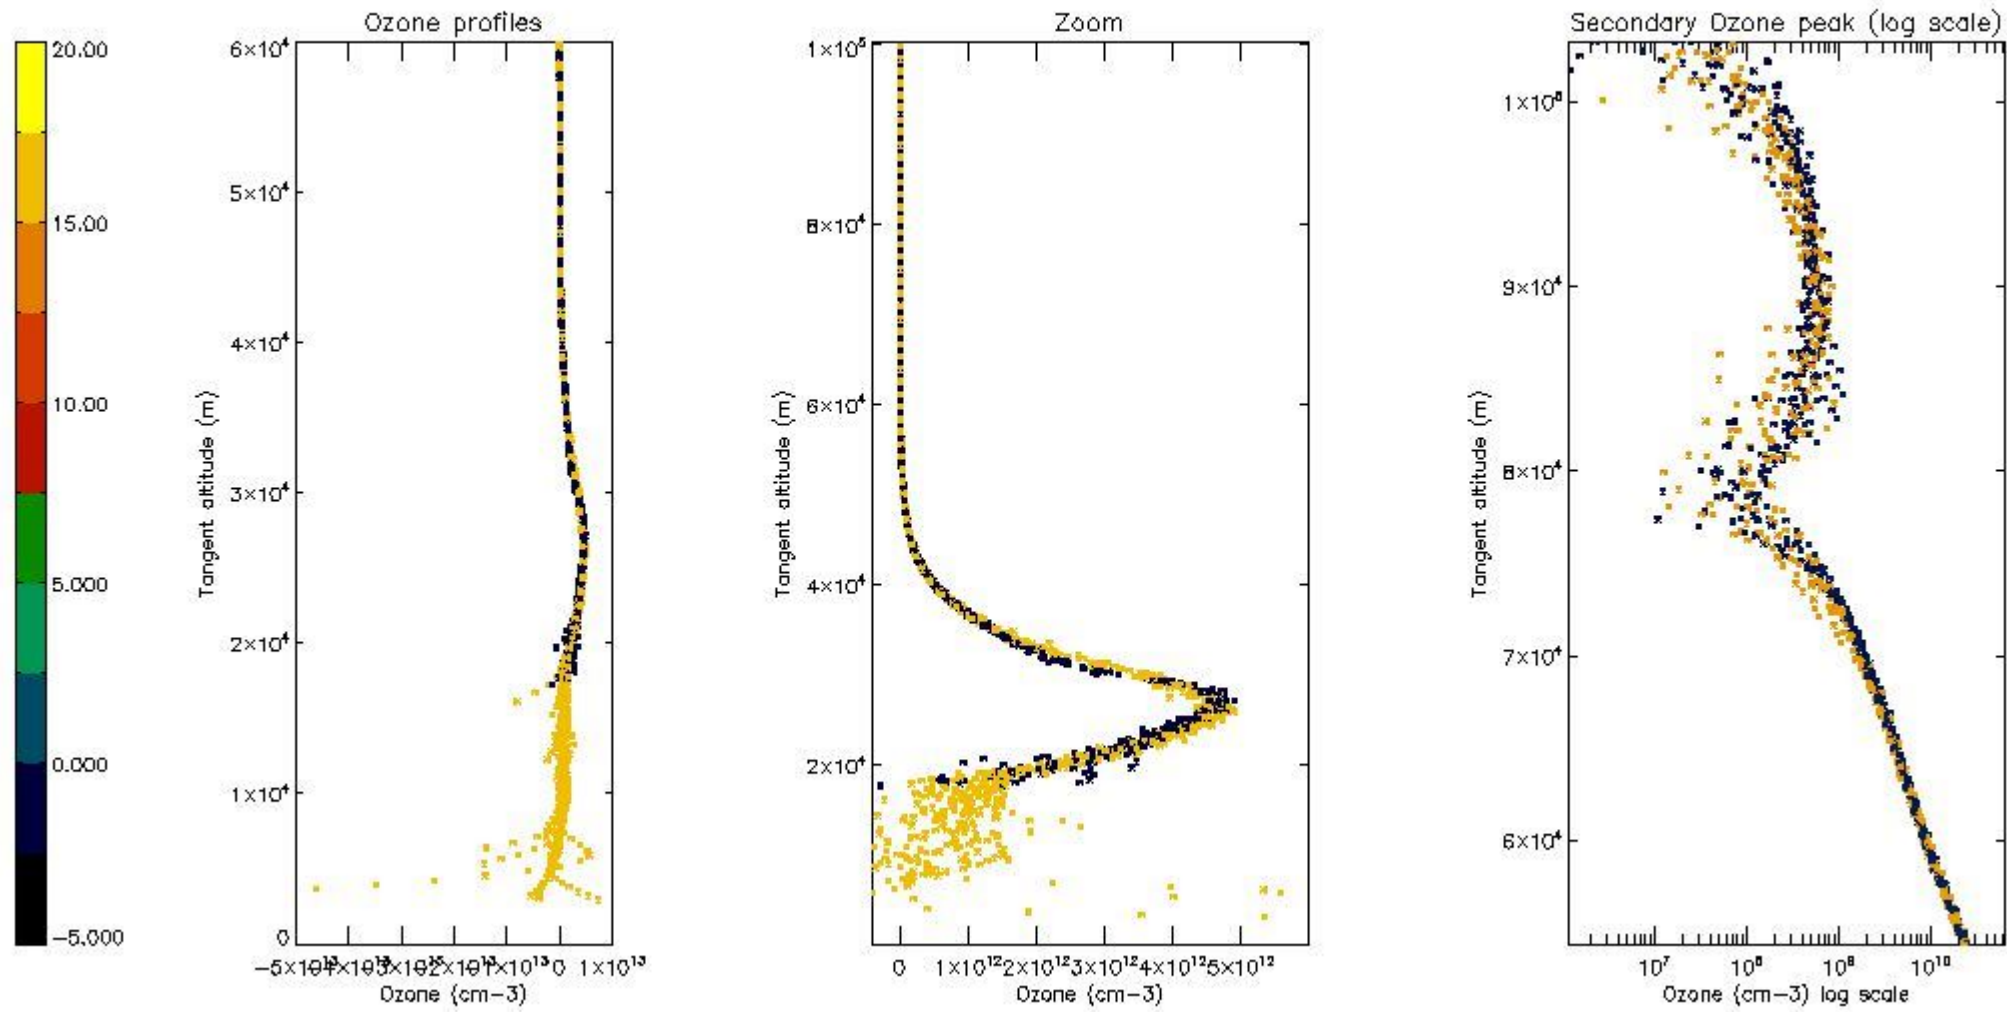 Ozone profiles
Zoom
Secondary Ozone peak (log scale)
20.00
15.00
10.00
5.000
0.000
−5.000
6×10⁴
5×10⁴
4×10⁴
3×10⁴
2×10⁴
1×10⁴
0
Tangent altitude (m)
0 1×10¹³
Ozone (cm−3)
1×10⁵
8×10⁴
6×10⁴
4×10⁴
2×10⁴
Tangent altitude (m)
0 1×10¹² 2×10¹² 3×10¹² 4×10¹² 5×10¹²
Ozone (cm−3)
9×10⁴
8×10⁴
7×10⁴
6×10⁴
Tangent altitude (m)
10⁷ 10⁸ 10⁹ 10¹⁰
Ozone (cm−3) log scale